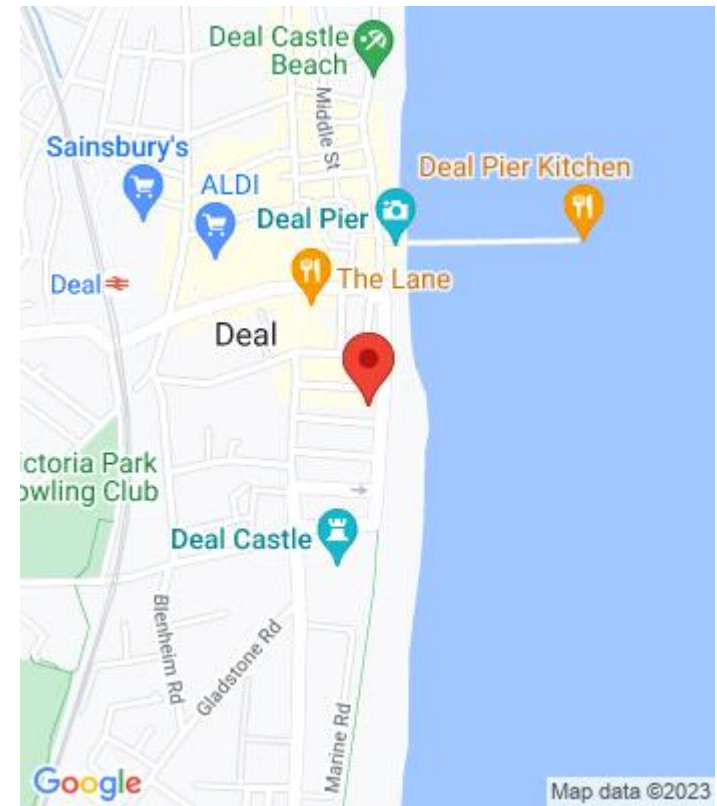 Deal Castle
Beach
Middle St
Sainsbury's
ALDI
Deal Pier Kitchen
Deal Pier
Deal
The Lane
Deal
ictoria Park
owling Club
Deal Castle
Blenheim Rd
Gladstone Rd
Marine Rd
Google
Map data ©2023